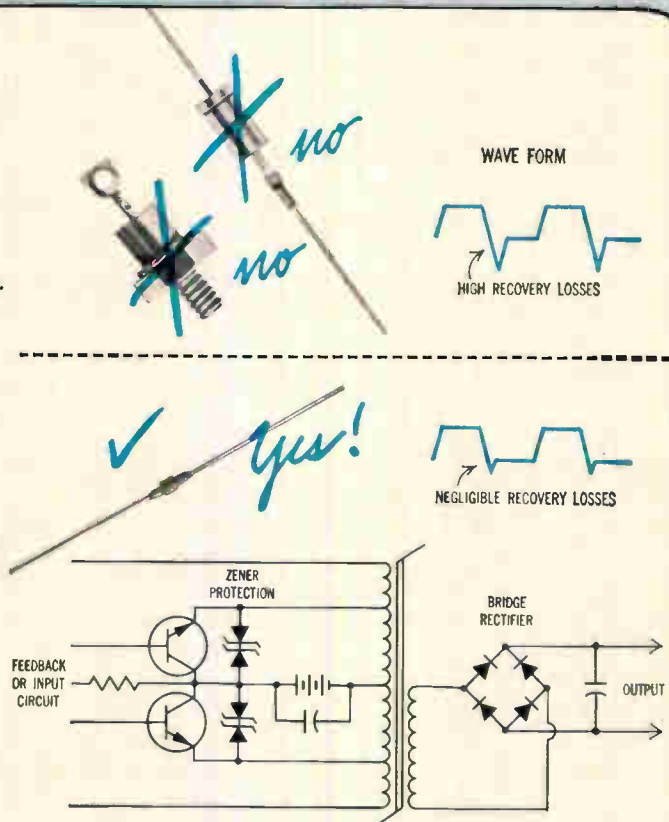 no
no
WAVE FORM
HIGH RECOVERY LOSSES
Yes!
NEGLIGIBLE RECOVERY LOSSES
ZENER
PROTECTION
BRIDGE
RECTIFIER
FEEDBACK
OR INPUT
CIRCUIT
OUTPUT